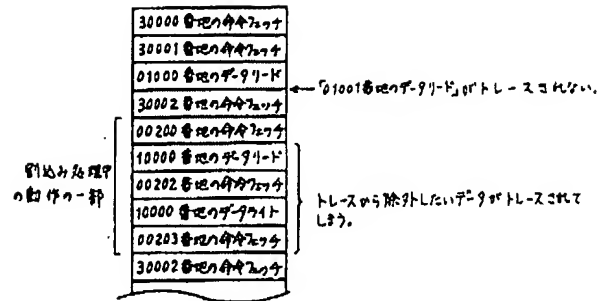 30000番地の命令フェッチ
30001番地の命令フェッチ
01000番地のデータリード
30002番地の命令フェッチ
00200番地の命令フェッチ
10000番地のデータリード
00202番地の命令フェッチ
10000番地のデータライト
00203番地の命令フェッチ
30002番地の命令フェッチ
「01001番地のデータリード」がトレースされない。
割込み処理中
の動作の一部
トレースから除外したいデータがトレースされて
しまう。